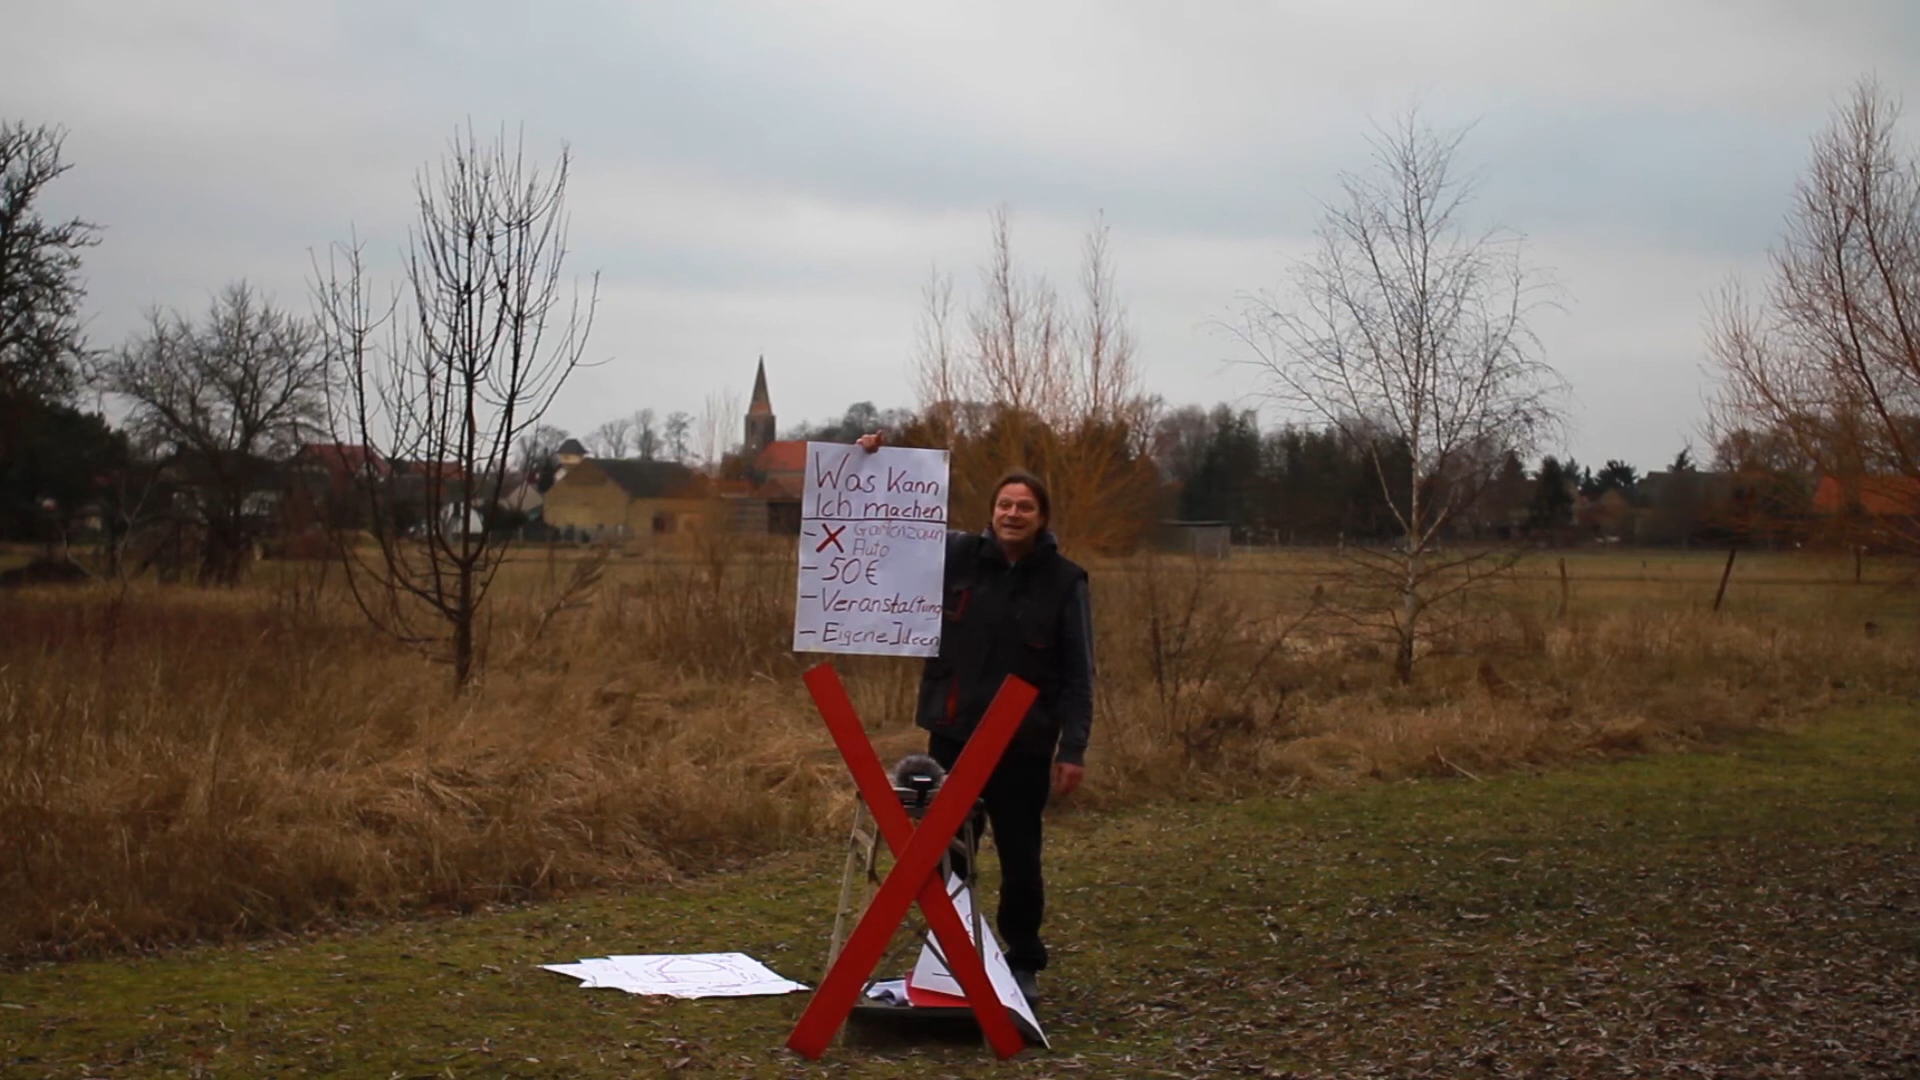 Was Kann
Ich machen
- X Gartenzaun
Auto
- 50€
- Veranstaltung
- Eigene Ideen